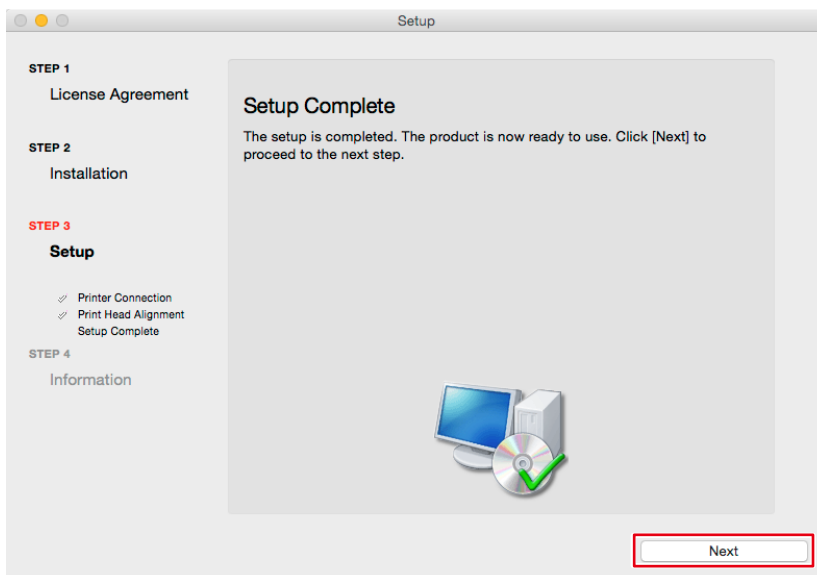 Setup
STEP 1
License Agreement
STEP 2
Installation
STEP 3
Setup
Printer Connection
Print Head Alignment
Setup Complete
STEP 4
Information
Setup Complete
The setup is completed. The product is now ready to use. Click [Next] to
proceed to the next step.
Next